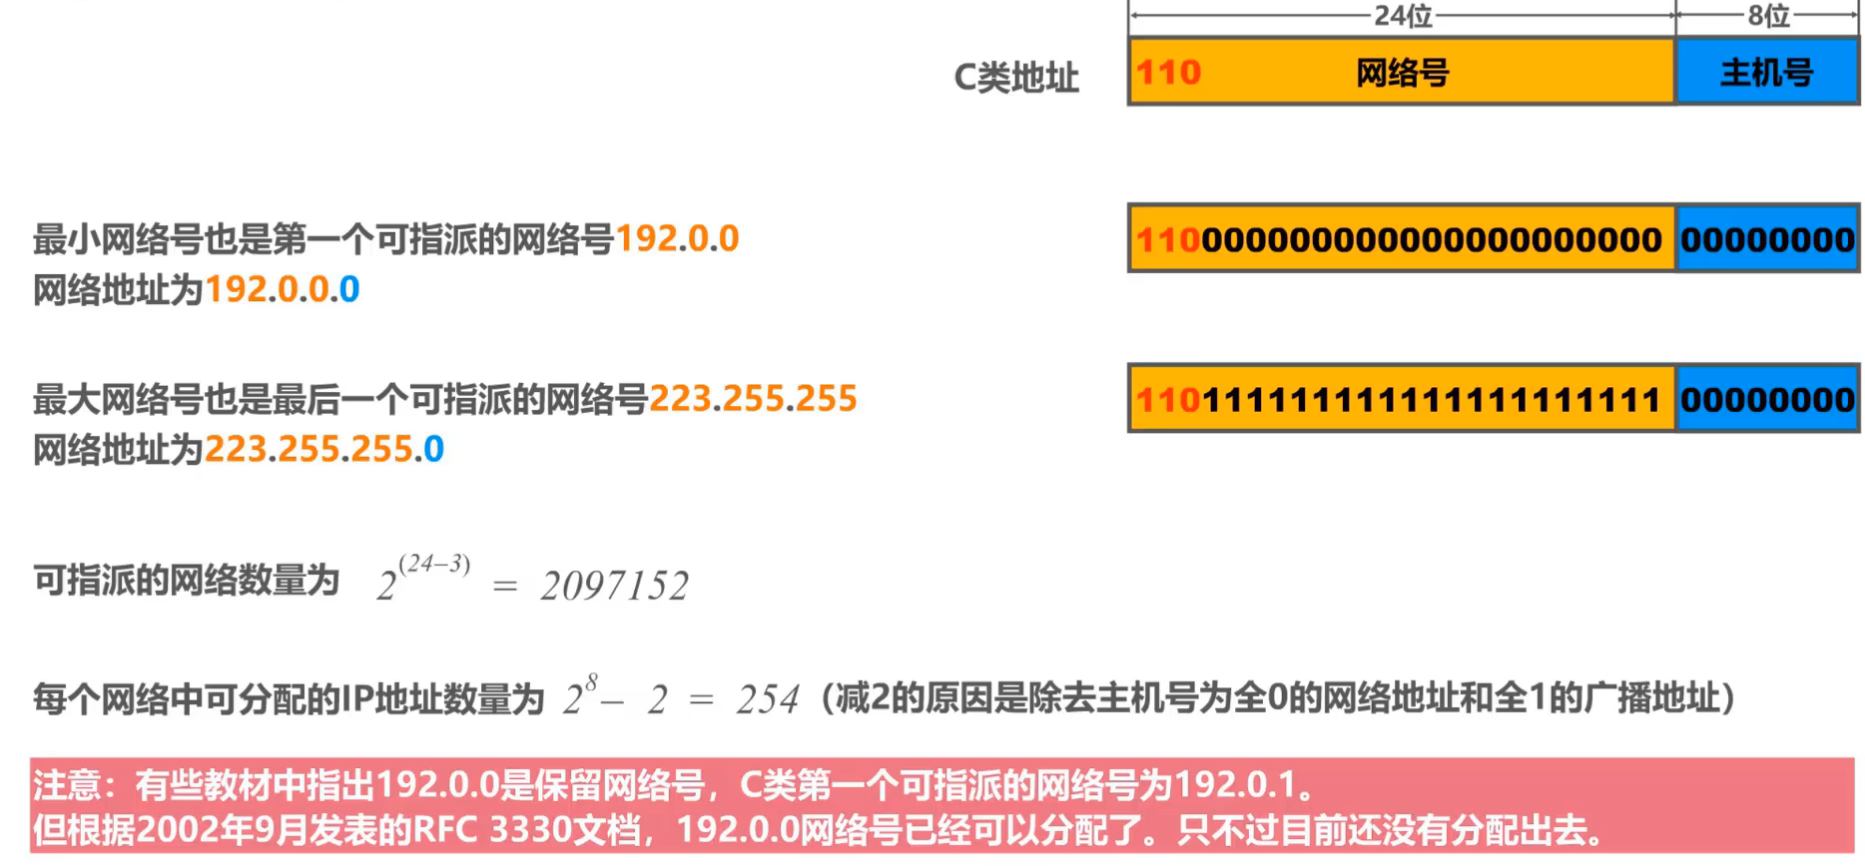 24位 8位
C类地址 110 网络号 主机号
最小网络号也是第一个可指派的网络号192.0.0
网络地址为192.0.0.0
110000000000000000000000 00000000
最大网络号也是最后一个可指派的网络号223.255.255
网络地址为223.255.255.0
110111111111111111111111 00000000
可指派的网络数量为 2^(24–3) = 2097152
每个网络中可分配的IP地址数量为 2^8 – 2 = 254（减2的原因是除去主机号为全0的网络地址和全1的广播地址）
注意：有些教材中指出192.0.0是保留网络号，C类第一个可指派的网络号为192.0.1。
但根据2002年9月发表的RFC 3330文档，192.0.0网络号已经可以分配了。只不过目前还没有分配出去。